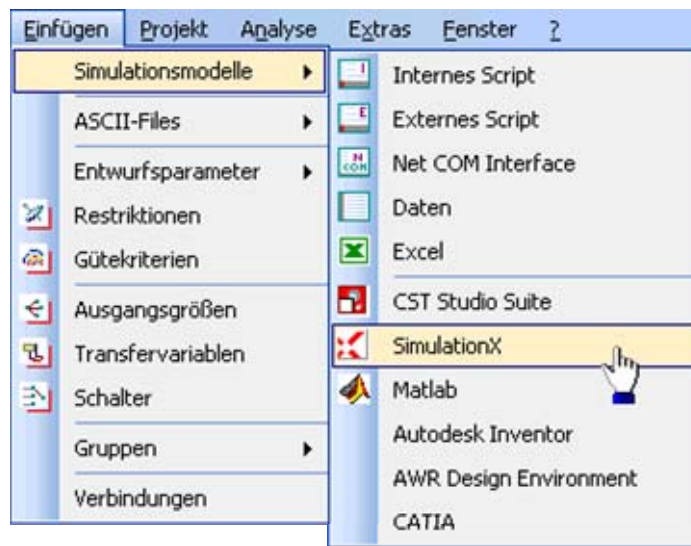 Einfügen Projekt Analyse Extras Fenster ?
Simulationsmodelle
ASCII-Files
Entwurfsparameter
Restriktionen
Gütekriterien
Ausgangsgrößen
Transfervariablen
Schalter
Gruppen
Verbindungen
Internes Script
Externes Script
Net COM Interface
Daten
Excel
CST Studio Suite
SimulationX
Matlab
Autodesk Inventor
AWR Design Environment
CATIA